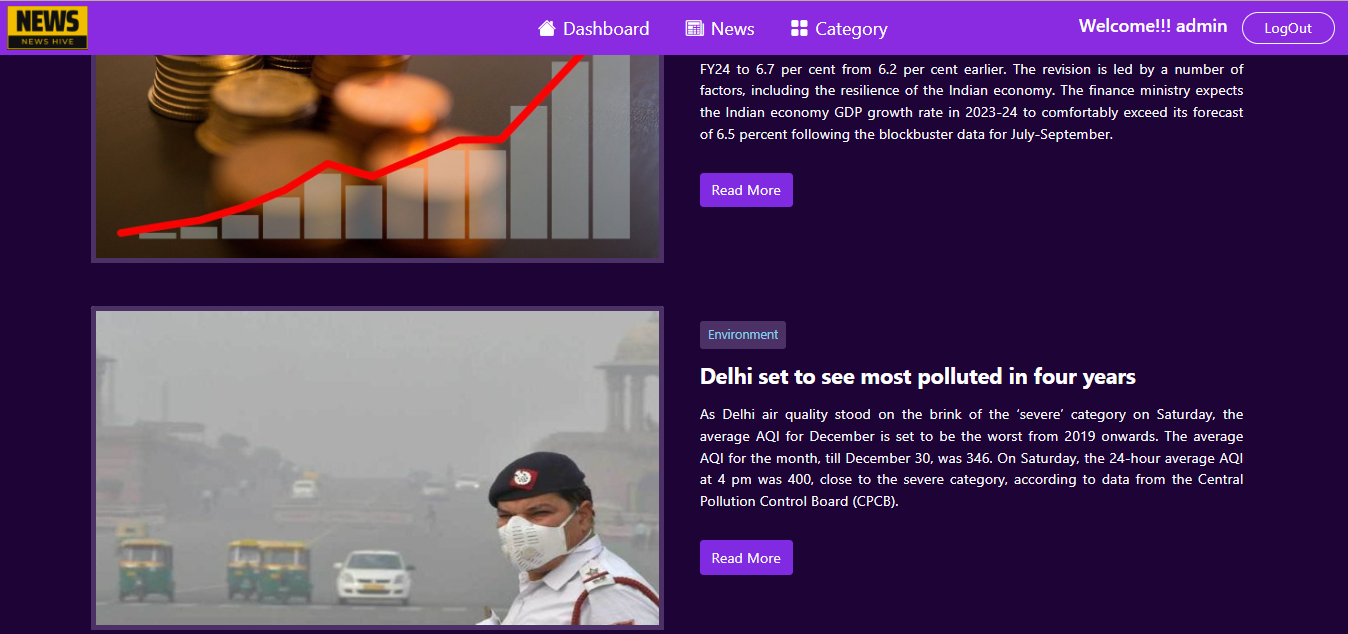 NEWS
NEWS HIVE
Dashboard
News
Category
Welcome!!! admin
LogOut
FY24 to 6.7 per cent from 6.2 per cent earlier. The revision is led by a number of
factors, including the resilience of the Indian economy. The finance ministry expects
the Indian economy GDP growth rate in 2023-24 to comfortably exceed its forecast
of 6.5 percent following the blockbuster data for July-September.
Read More
Environment
Delhi set to see most polluted in four years
As Delhi air quality stood on the brink of the ‘severe’ category on Saturday, the
average AQI for December is set to be the worst from 2019 onwards. The average
AQI for the month, till December 30, was 346. On Saturday, the 24-hour average AQI
at 4 pm was 400, close to the severe category, according to data from the Central
Pollution Control Board (CPCB).
Read More